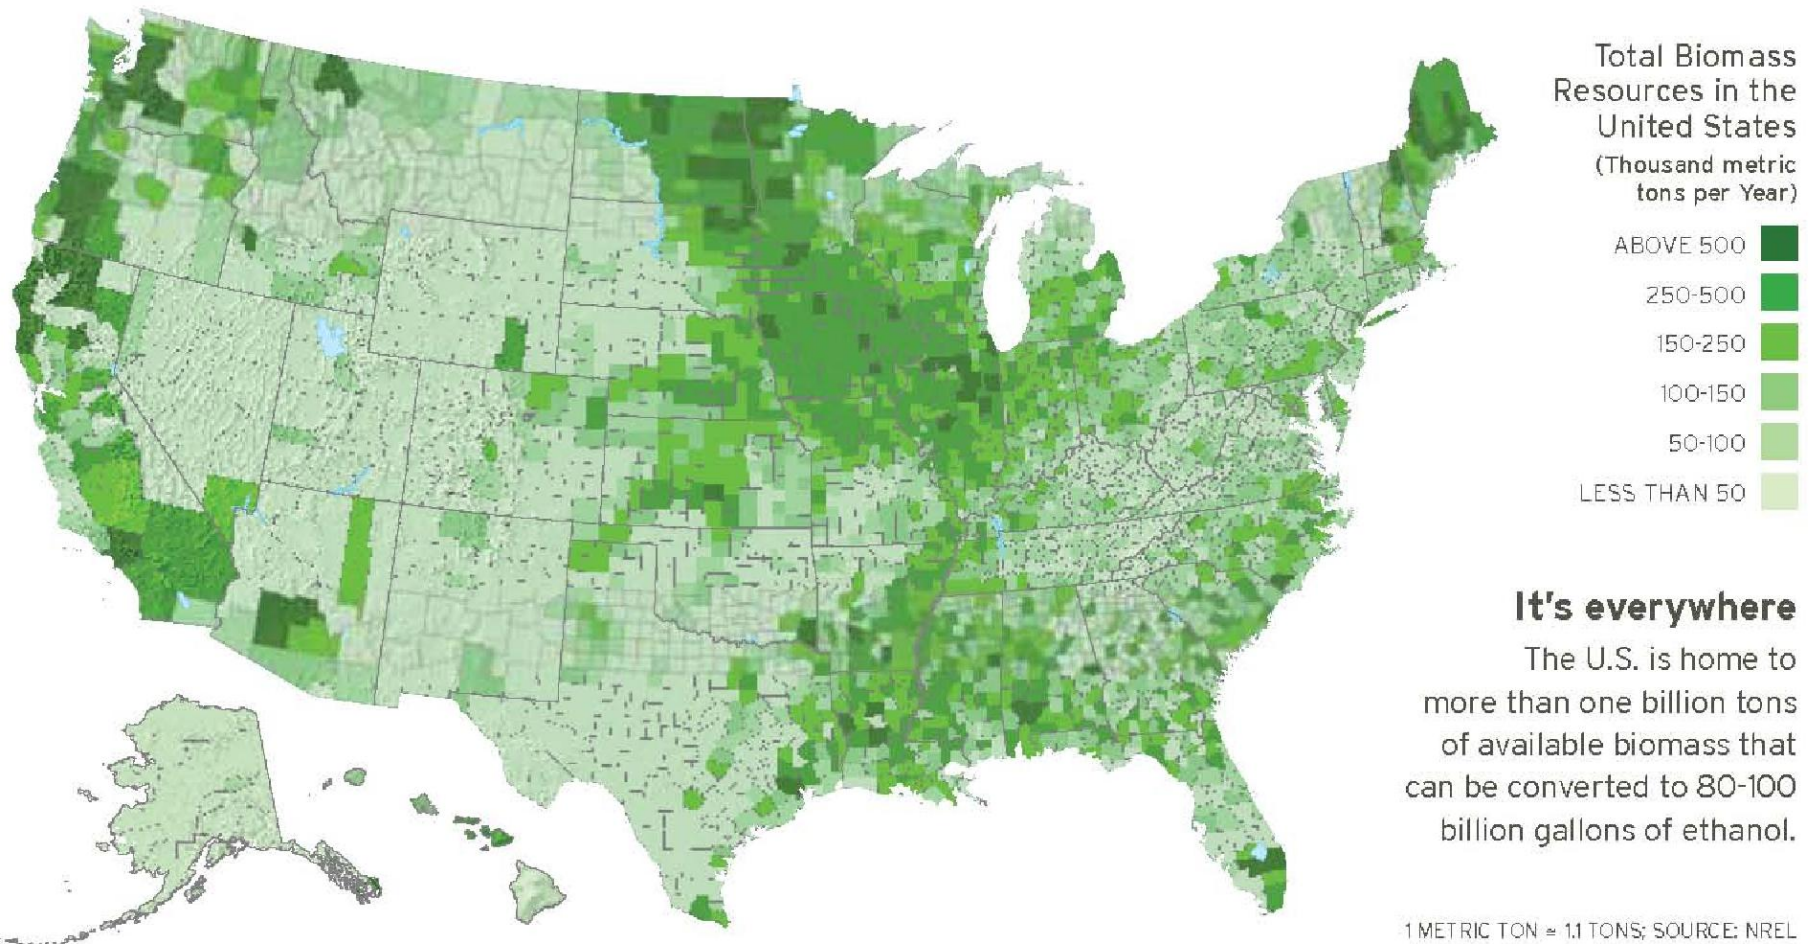 Total Biomass
Resources in the
United States
(Thousand metric
tons per Year)
ABOVE 500
250-500
150-250
100-150
50-100
LESS THAN 50
It's everywhere
The U.S. is home to
more than one billion tons
of available biomass that
can be converted to 80-100
billion gallons of ethanol.
1 METRIC TON ≈ 1.1 TONS; SOURCE: NREL